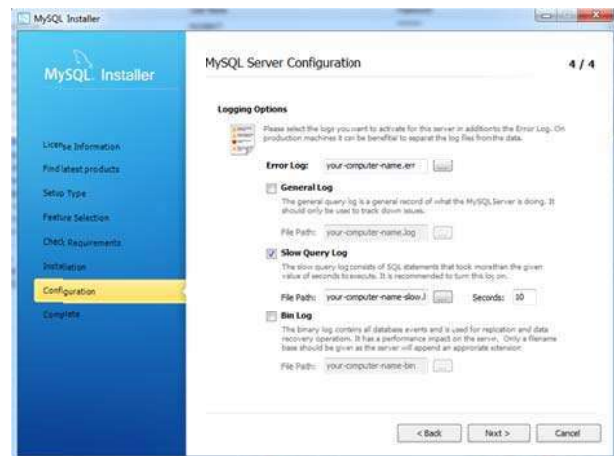 MySQL Installer
MySQL Installer
License Information
Find latest products
Setup Type
Feature Selection
Check Requirements
Installation
Configuration
Complete
MySQL Server Configuration
4 / 4
Logging Options
Please select the logs you want to activate for this server in addition to the Error Log. On
production machines it can be benefitial to separat the log files from the data.
Error Log: your-computer-name.err ...
General Log
The general query log is a general record of what the MySQL Server is doing. It
should only be used to track down issues.
File Path: your-computer-name.log ...
Slow Query Log
The slow query log consists of SQL statements that took more than the given
value of seconds to execute. It is recommended to turn this log on.
File Path: your-computer-name-slow.l ... Seconds: 10
Bin Log
The binary log contains all database events and is used for replication and data
recovery operations. It has a performance impact on the server. Only a filename
base should be given as the server will append an approriate extension
File Path: your-computer-name-bin ...
< Back Next > Cancel